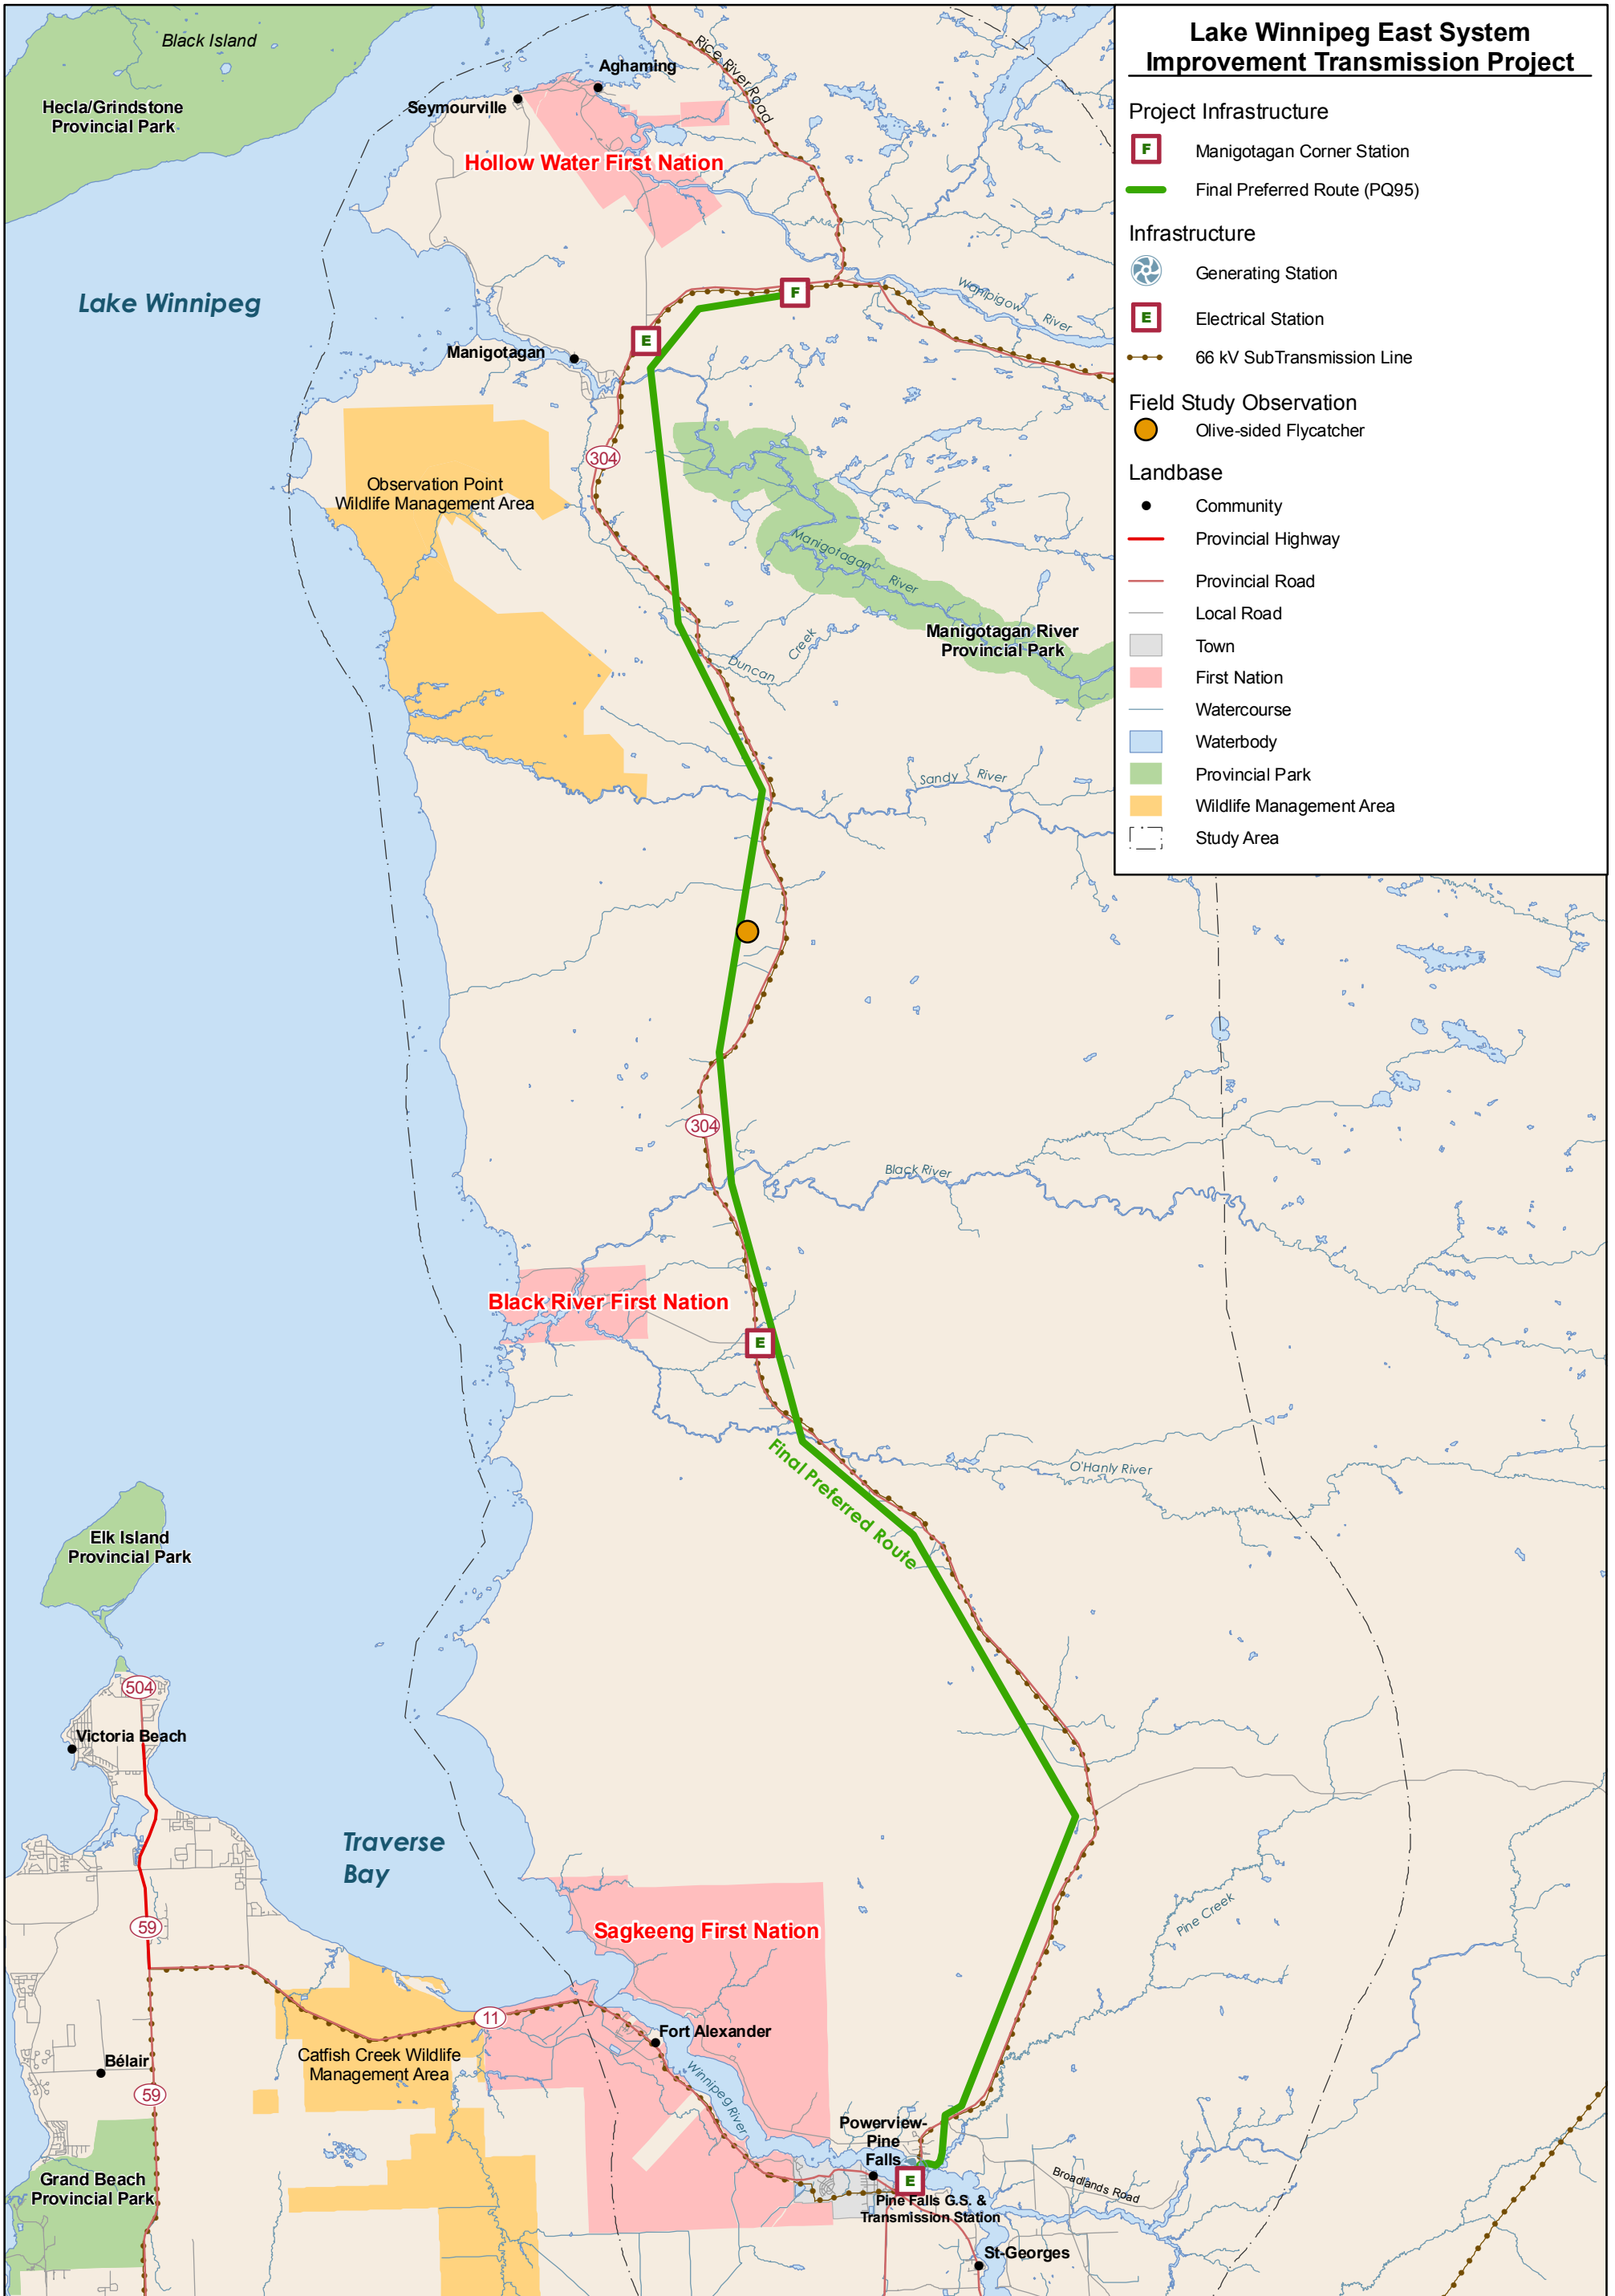 Lake Winnipeg East System
Improvement Transmission Project
Project Infrastructure
F
Manigotagan Corner Station
Final Preferred Route (PQ95)
Infrastructure
Generating Station
E
Electrical Station
66 kV SubTransmission Line
Field Study Observation
Olive-sided Flycatcher
Landbase
Community
Provincial Highway
Provincial Road
Local Road
Town
First Nation
Watercourse
Waterbody
Provincial Park
Wildlife Management Area
Study Area
Black Island
Hecla/Grindstone
Provincial Park
Aghaming
Seymourville
Rice River Road
Hollow Water First Nation
Lake Winnipeg
F
Wanipigow
River
E
Manigotagan
304
Observation Point
Wildlife Management Area
Manigotagan
River
Manigotagan River
Provincial Park
Duncan
Creek
Sandy
River
304
Black River
Black River First Nation
E
Final Preferred Route
O'Hanly River
Elk Island
Provincial Park
504
Victoria Beach
Traverse
Bay
59
Sagkeeng First Nation
Pine Creek
11
Fort Alexander
Catfish Creek Wildlife
Management Area
Bélair
59
Winnipeg River
Powerview-
Pine
Falls
E
Broadlands Road
Grand Beach
Provincial Park
Pine Falls G.S. &
Transmission Station
St-Georges